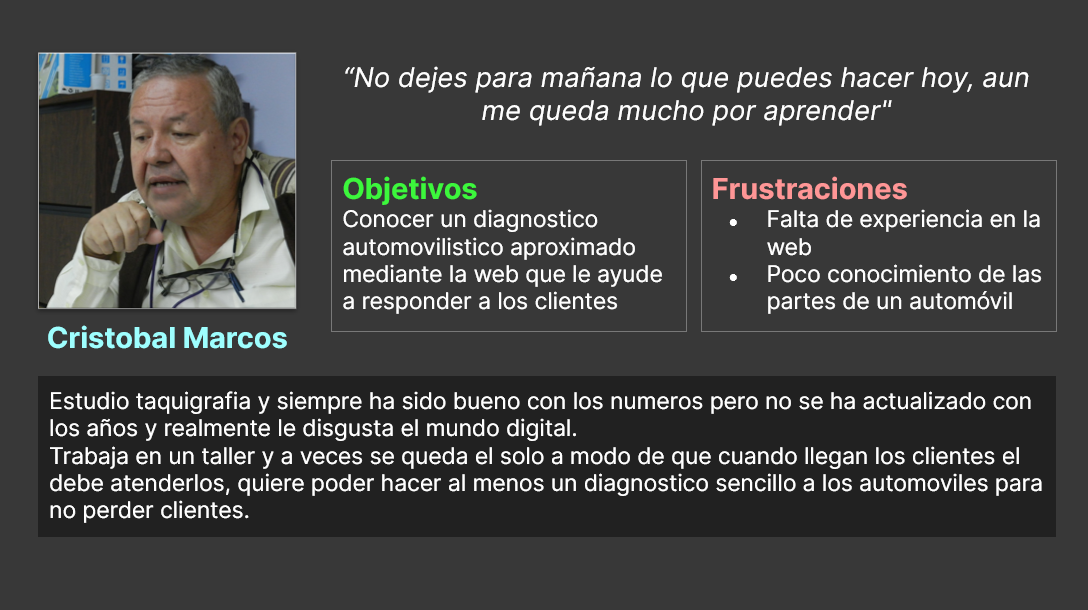 “No dejes para mañana lo que puedes hacer hoy, aun
me queda mucho por aprender"
Objetivos
Conocer un diagnostico
automovilistico aproximado
mediante la web que le ayude
a responder a los clientes
Frustraciones
• Falta de experiencia en la
web
• Poco conocimiento de las
partes de un automóvil
Cristobal Marcos
Estudio taquigrafia y siempre ha sido bueno con los numeros pero no se ha actualizado con
los años y realmente le disgusta el mundo digital.
Trabaja en un taller y a veces se queda el solo a modo de que cuando llegan los clientes el
debe atenderlos, quiere poder hacer al menos un diagnostico sencillo a los automoviles para
no perder clientes.